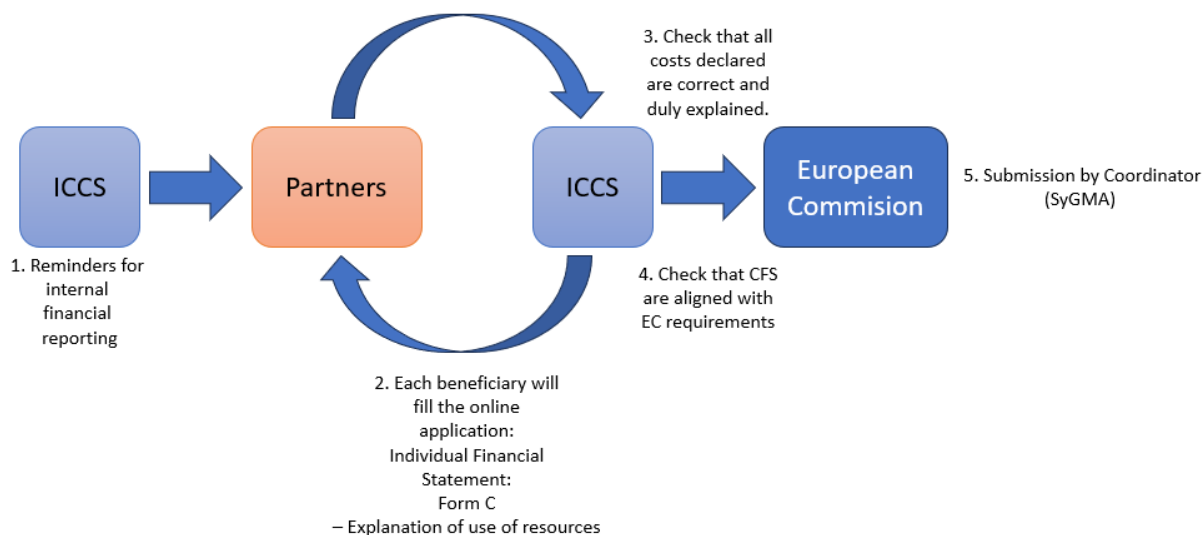 ICCS
1. Reminders for
internal
financial
reporting
Partners
2. Each beneficiary will
fill the online
application:
Individual Financial
Statement:
Form C
– Explanation of use of resources
3. Check that all
costs declared
are correct and
duly explained.
ICCS
4. Check that CFS
are aligned with
EC requirements
European
Commision
5. Submission by Coordinator
(SyGMA)